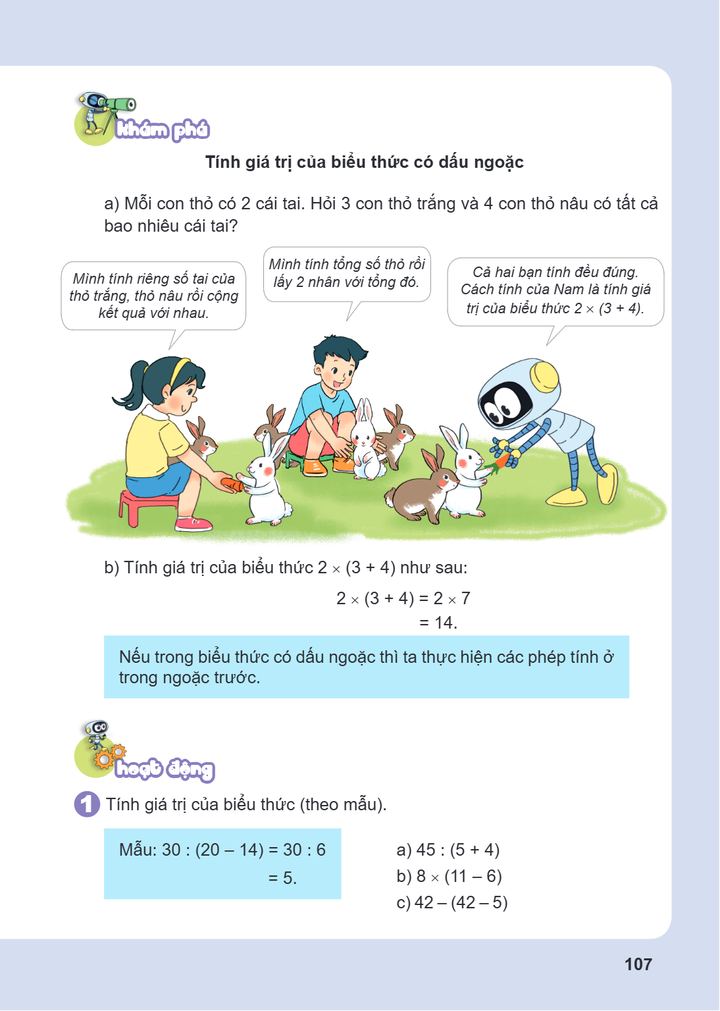 khám phá
Tính giá trị của biểu thức có dấu ngoặc
a) Mỗi con thỏ có 2 cái tai. Hỏi 3 con thỏ trắng và 4 con thỏ nâu có tất cả
bao nhiêu cái tai?
Mình tính riêng số tai của
thỏ trắng, thỏ nâu rồi cộng
kết quả với nhau.
Mình tính tổng số thỏ rồi
lấy 2 nhân với tổng đó.
Cả hai bạn tính đều đúng.
Cách tính của Nam là tính giá
trị của biểu thức 2 × (3 + 4).
b) Tính giá trị của biểu thức 2 × (3 + 4) như sau:
2 × (3 + 4) = 2 × 7
= 14.
Nếu trong biểu thức có dấu ngoặc thì ta thực hiện các phép tính ở
trong ngoặc trước.
hoạt động
1 Tính giá trị của biểu thức (theo mẫu).
Mẫu: 30 : (20 – 14) = 30 : 6
= 5.
a) 45 : (5 + 4)
b) 8 × (11 – 6)
c) 42 – (42 – 5)
107